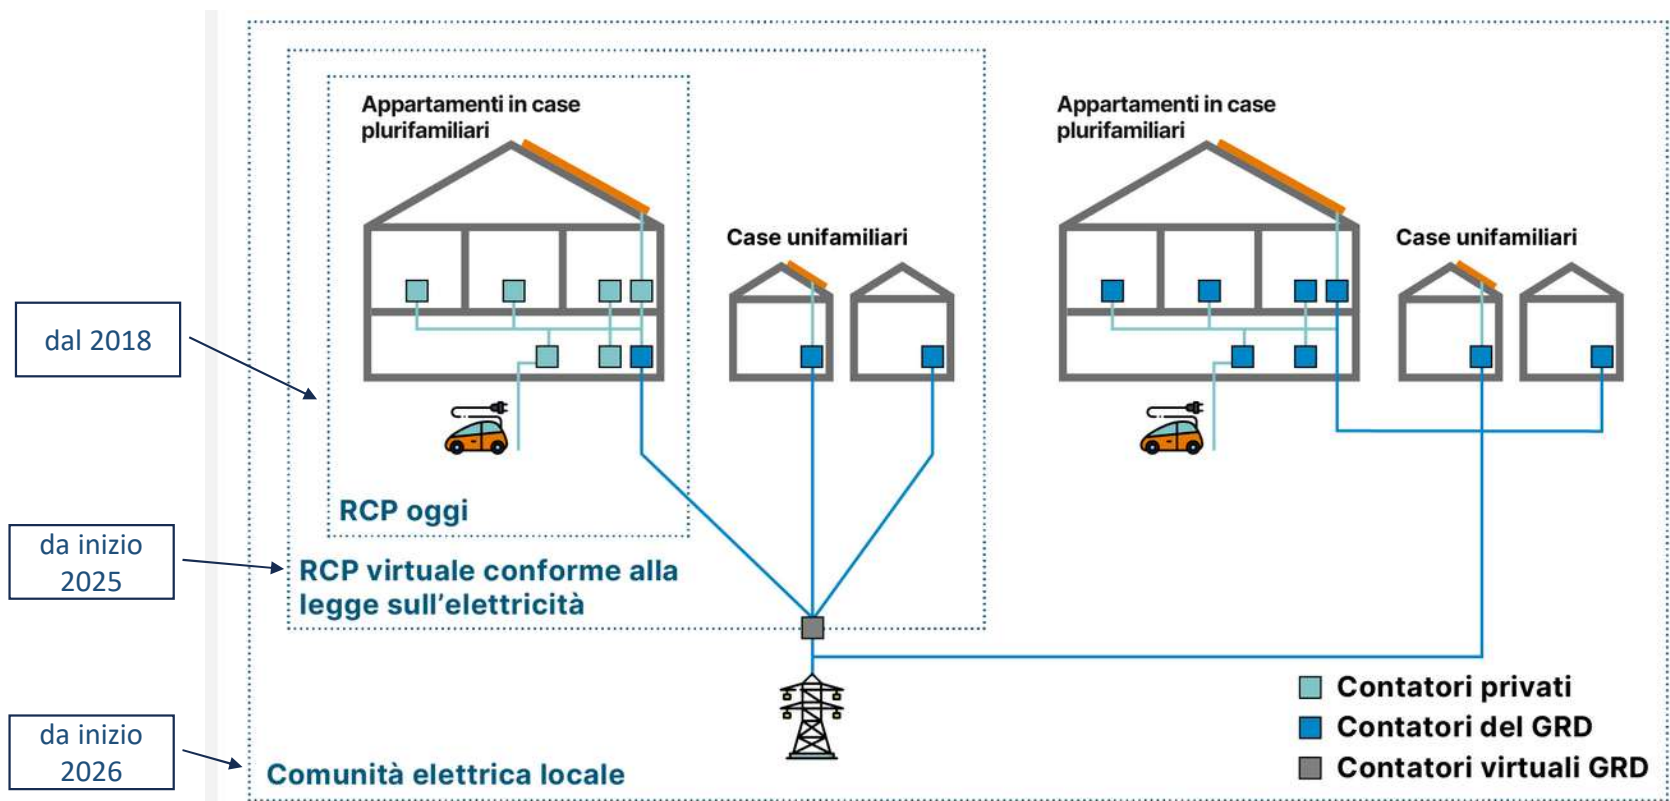 Appartamenti in case
plurifamiliari
Case unifamiliari
Appartamenti in case
plurifamiliari
Case unifamiliari
dal 2018
RCP oggi
da inizio
2025
RCP virtuale conforme alla
legge sull'elettricità
da inizio
2026
Comunità elettrica locale
Contatori privati
Contatori del GRD
Contatori virtuali GRD